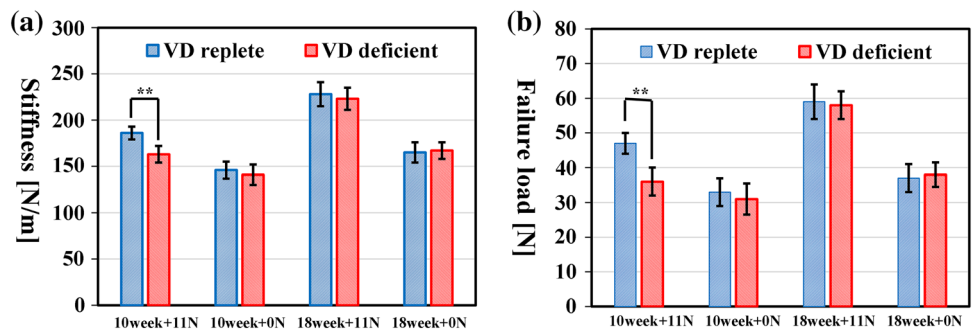 (a)
300
250
200
150
100
50
0
Stiffness [N/m]
VD replete VD deficient
**
10week+11N 10week+0N 18week+11N 18week+0N
(b)
80
70
60
50
40
30
20
10
0
Failure load [N]
VD replete VD deficient
**
10week+11N 10week+0N 18week+11N 18week+0N